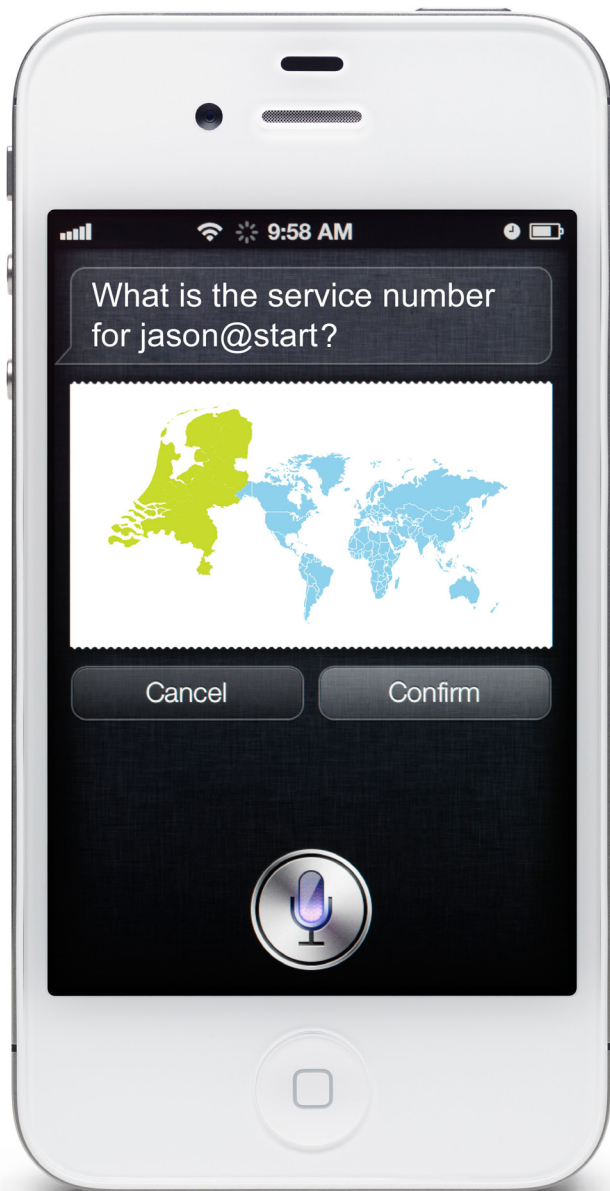 9:58 AM
What is the service number
for jason@start?
Cancel
Confirm